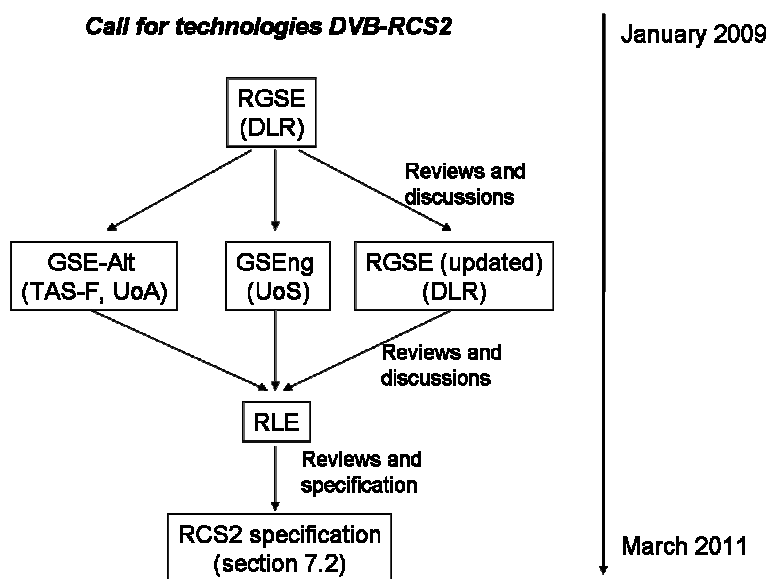 Call for technologies DVB-RCS2
January 2009
RGSE
(DLR)
Reviews and
discussions
GSE-Alt
(TAS-F, UoA)
GSEng
(UoS)
RGSE (updated)
(DLR)
Reviews and
discussions
RLE
Reviews and
specification
RCS2 specification
(section 7.2)
March 2011